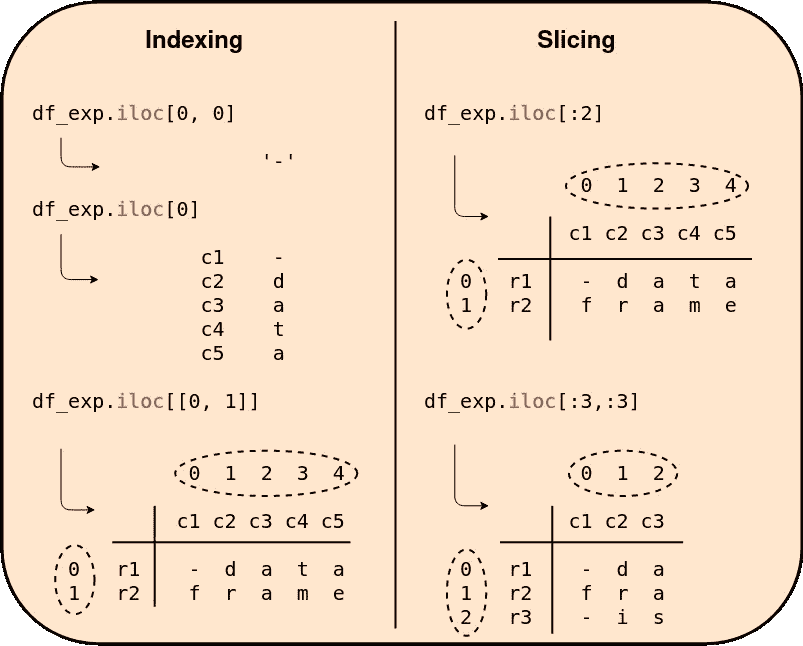 Indexing
df_exp.iloc[0, 0]
'-'
df_exp.iloc[0]
c1 -
c2 d
c3 a
c4 t
c5 a
df_exp.iloc[[0, 1]]
0 1 2 3 4
c1 c2 c3 c4 c5
0 r1 - d a t a
1 r2 f r a m e
Slicing
df_exp.iloc[:2]
0 1 2 3 4
c1 c2 c3 c4 c5
0 r1 - d a t a
1 r2 f r a m e
df_exp.iloc[:3,:3]
0 1 2
c1 c2 c3
0 r1 - d a
1 r2 f r a
2 r3 - i s